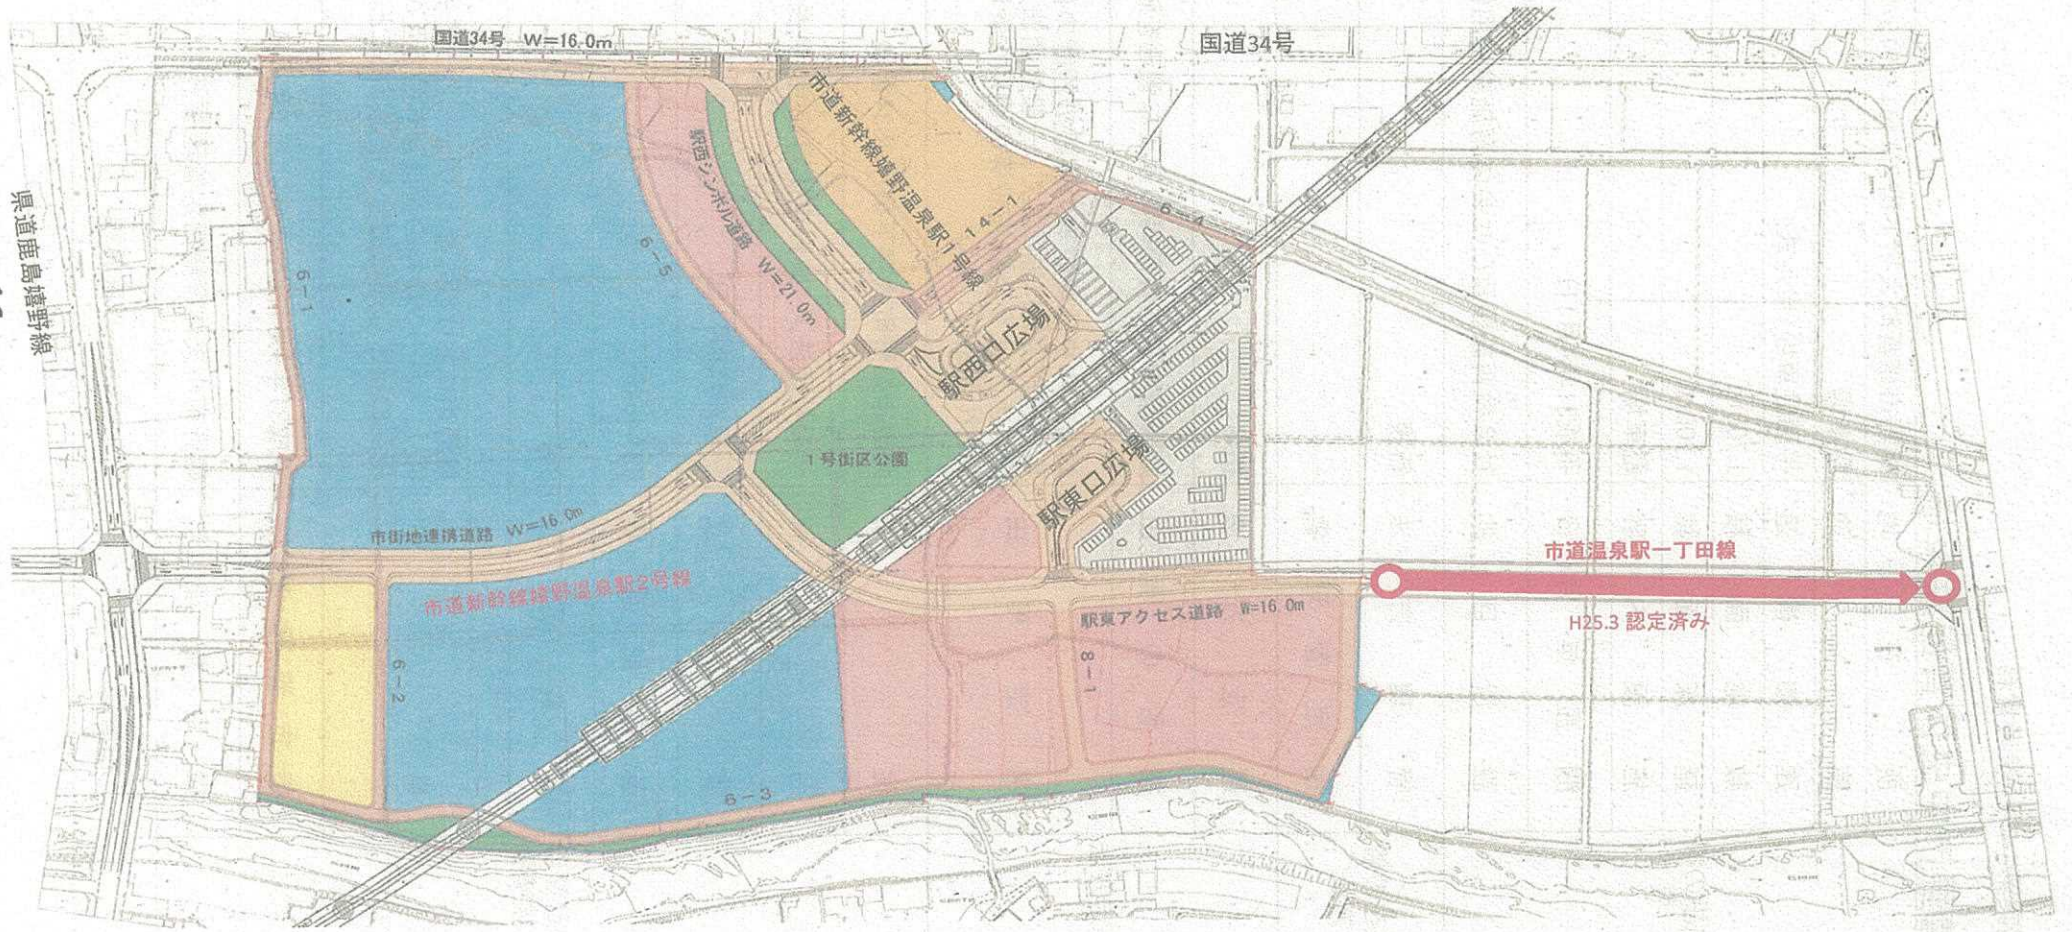 国道34号 W=16.0m
国道34号
市道新幹線嬉野温泉駅1号線
駅西シンボル道路 W=21.0m
14-1
6-4
6-5
6-1
県道鹿島嬉野線
駅西口広場
1号街区公園
駅東口広場
市街地連携道路 W=16.0m
市道新幹線嬉野温泉駅2号線
市道温泉駅一丁田線
H25.3 認定済み
駅東アクセス道路 W=16.0m
6-2
8-1
6-3